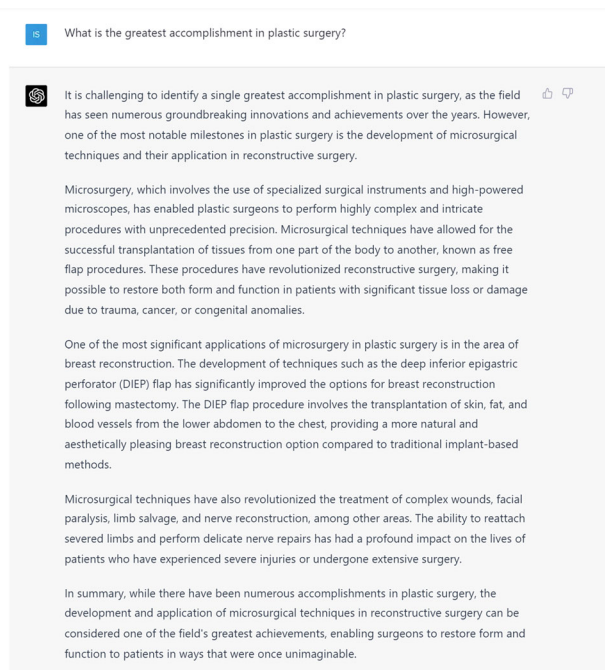 IS What is the greatest accomplishment in plastic surgery?
It is challenging to identify a single greatest accomplishment in plastic surgery, as the field
has seen numerous groundbreaking innovations and achievements over the years. However,
one of the most notable milestones in plastic surgery is the development of microsurgical
techniques and their application in reconstructive surgery.
Microsurgery, which involves the use of specialized surgical instruments and high-powered
microscopes, has enabled plastic surgeons to perform highly complex and intricate
procedures with unprecedented precision. Microsurgical techniques have allowed for the
successful transplantation of tissues from one part of the body to another, known as free
flap procedures. These procedures have revolutionized reconstructive surgery, making it
possible to restore both form and function in patients with significant tissue loss or damage
due to trauma, cancer, or congenital anomalies.
One of the most significant applications of microsurgery in plastic surgery is in the area of
breast reconstruction. The development of techniques such as the deep inferior epigastric
perforator (DIEP) flap has significantly improved the options for breast reconstruction
following mastectomy. The DIEP flap procedure involves the transplantation of skin, fat, and
blood vessels from the lower abdomen to the chest, providing a more natural and
aesthetically pleasing breast reconstruction option compared to traditional implant-based
methods.
Microsurgical techniques have also revolutionized the treatment of complex wounds, facial
paralysis, limb salvage, and nerve reconstruction, among other areas. The ability to reattach
severed limbs and perform delicate nerve repairs has had a profound impact on the lives of
patients who have experienced severe injuries or undergone extensive surgery.
In summary, while there have been numerous accomplishments in plastic surgery, the
development and application of microsurgical techniques in reconstructive surgery can be
considered one of the field's greatest achievements, enabling surgeons to restore form and
function to patients in ways that were once unimaginable.